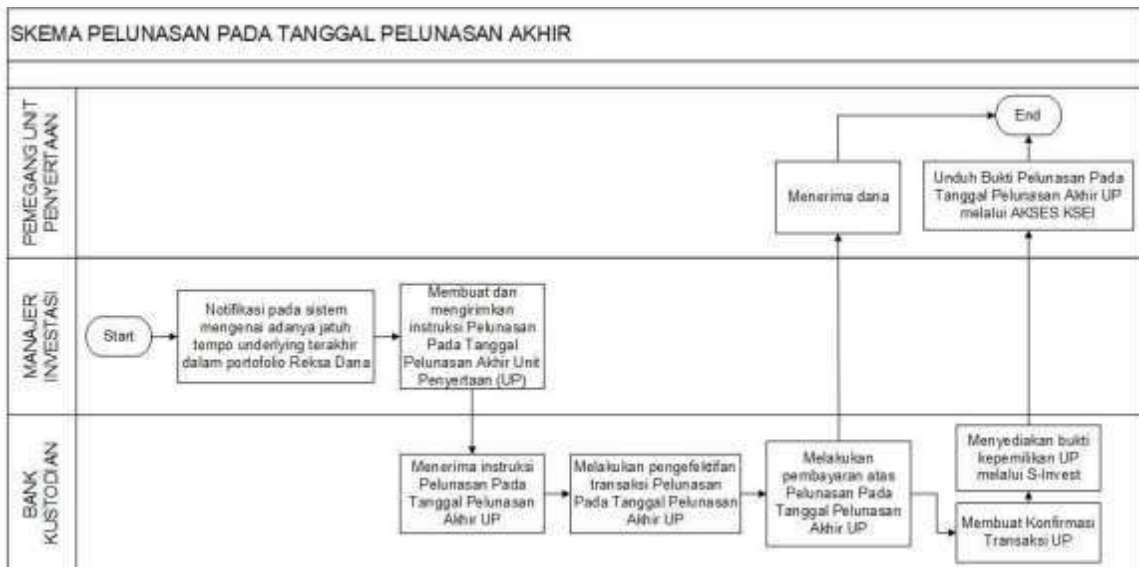 SKEMA PELUNASAN PADA TANGGAL PELUNASAN AKHIR
PEMEGANG UNIT
PENYERTAAN
End
Menerima dana
Unduh Bukti Pelunasan Pada
Tanggal Pelunasan Akhir UP
melalui AKSES KSEI
MANAJER
INVESTASI
Start
Notifikasi pada sistem
mengenai adanya jatuh
tempo underlying terakhir
dalam portofolio Reksa Dana
Membuat dan
mengirimkan
instruksi Pelunasan
Pada Tanggal
Pelunasan Akhir Unit
Penyertaan (UP)
BANK
KUSTODIAN
Menerima instruksi
Pelunasan Pada
Tanggal Pelunasan
Akhir UP
Melakukan pengefektifan
transaksi Pelunasan
Pada Tanggal Pelunasan
Akhir UP
Melakukan
pembayaran atas
Pelunasan Pada
Tanggal Pelunasan
Akhir UP
Menyediakan bukti
kepemilikan UP
melalui S-Invest
Membuat Konfirmasi
Transaksi UP